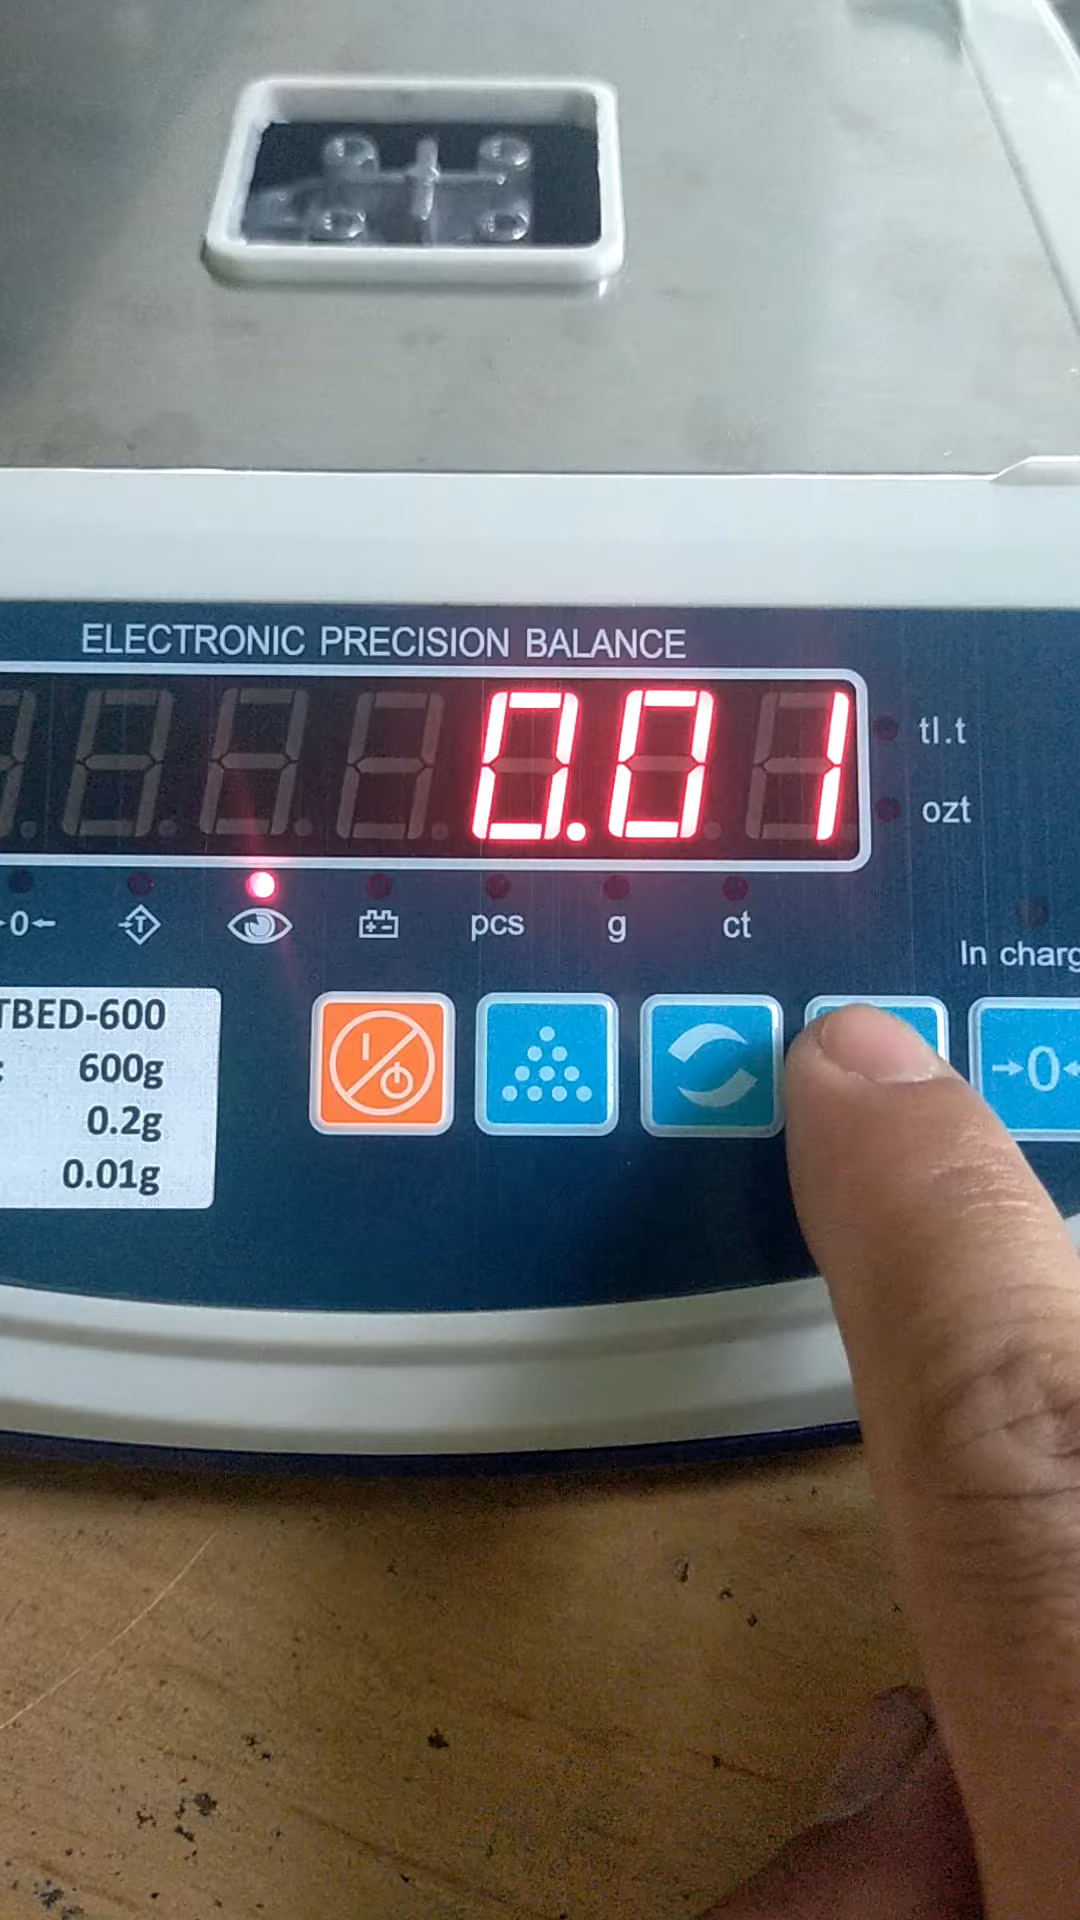 ELECTRONIC PRECISION BALANCE
0.01
tl.t
ozt
→0←
T
pcs
g
ct
In charg
TBED-600
: 600g
0.2g
0.01g
→0←